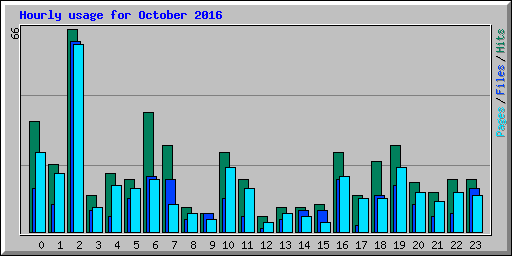 Hourly usage for October 2016
66
Pages/Files/Hits
0 1 2 3 4 5 6 7 8 9 10 11 12 13 14 15 16 17 18 19 20 21 22 23